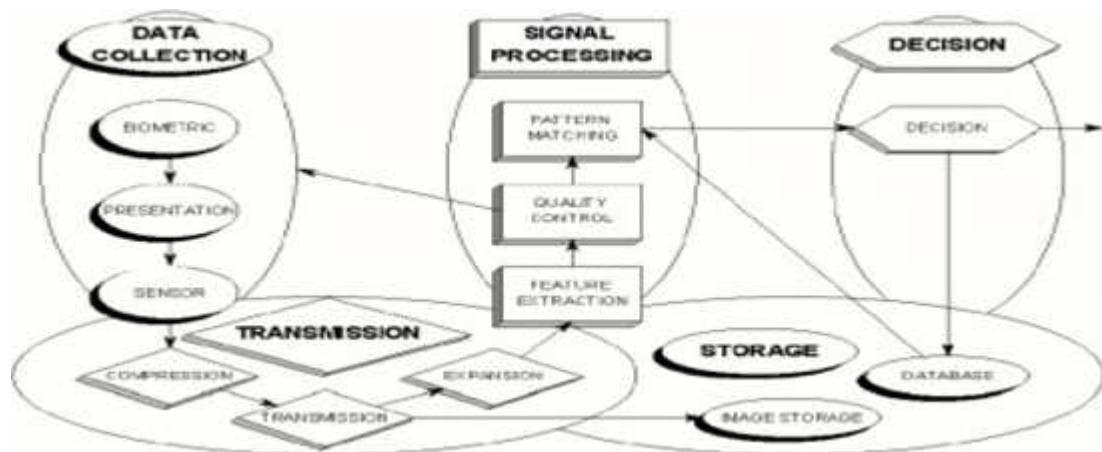 DATA
COLLECTION
BIOMETRIC
PRESENTATION
SENSOR
SIGNAL
PROCESSING
PATTERN
MATCHING
QUALITY
CONTROL
FEATURE
EXTRACTION
DECISION
DECISION
TRANSMISSION
COMPRESSION
EXPANSION
TRANSMISSION
STORAGE
DATABASE
IMAGE STORAGE